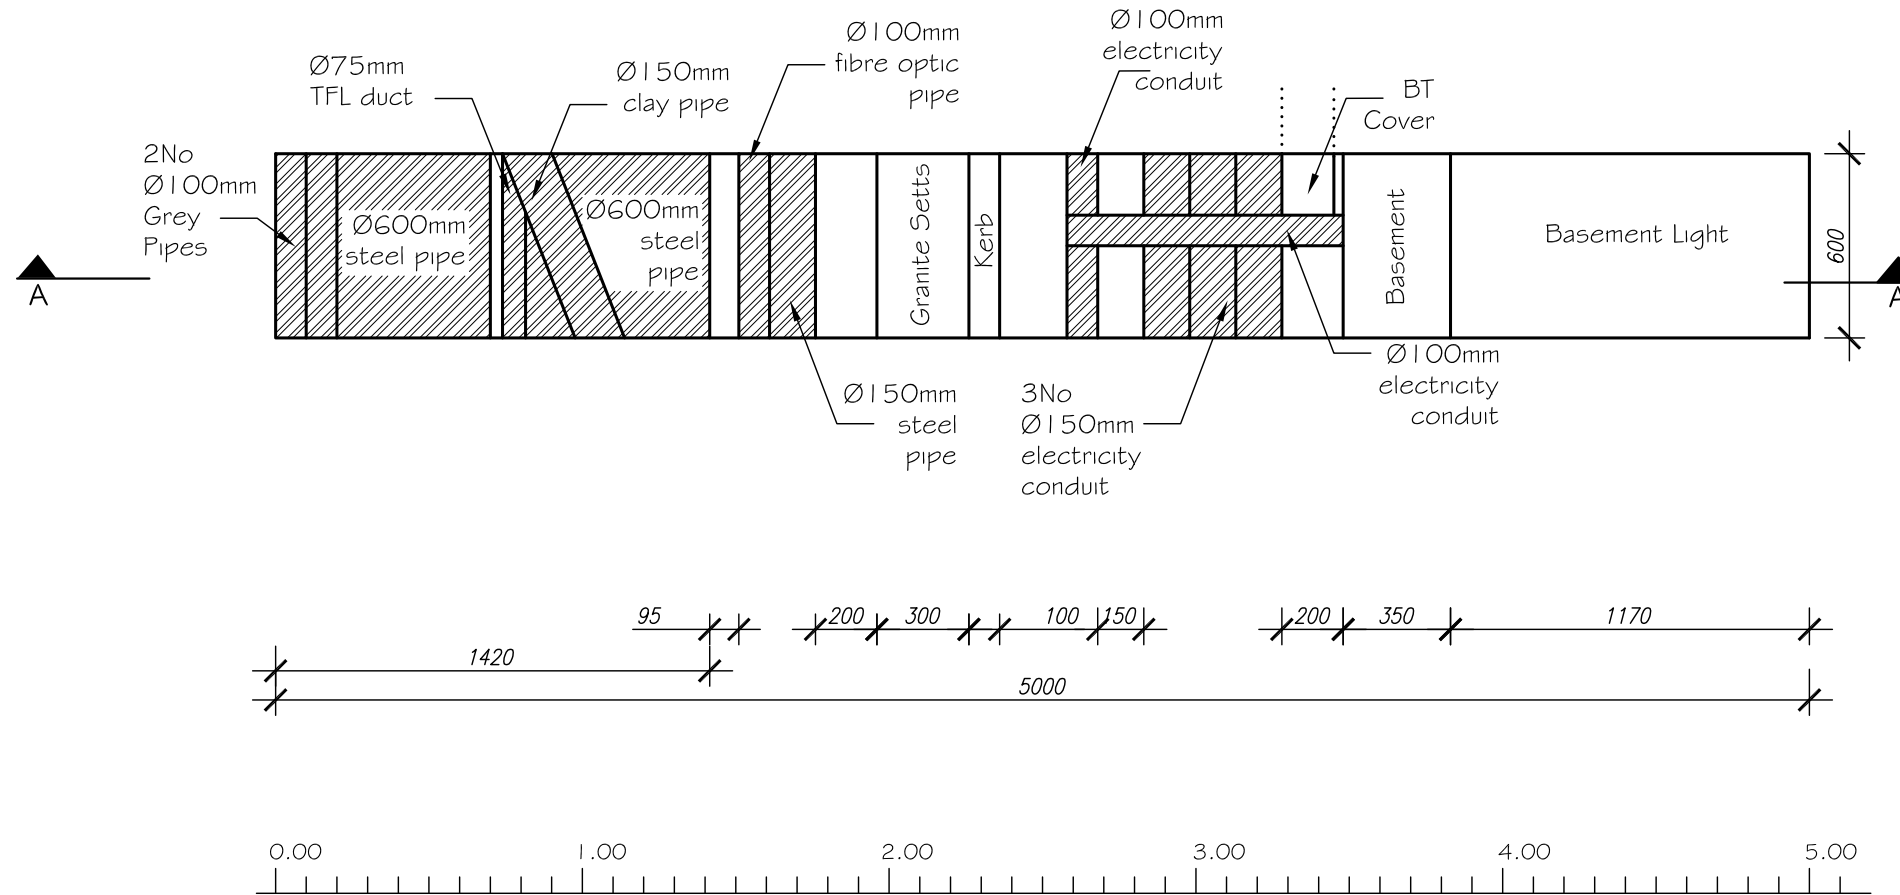 Ø100mm
electricity
conduit
Ø100mm
fibre optic
pipe
Ø75mm
TFL duct
Ø150mm
clay pipe
BT
Cover
2No
Ø100mm
Grey
Pipes
Ø600mm
steel pipe
Ø600mm
steel
pipe
Granite Setts
Kerb
Basement
Basement Light
600
A
A
Ø150mm
steel
pipe
3No
Ø150mm
electricity
conduit
Ø100mm
electricity
conduit
95
200
300
100
150
200
350
1170
1420
5000
0.00 1.00 2.00 3.00 4.00 5.00